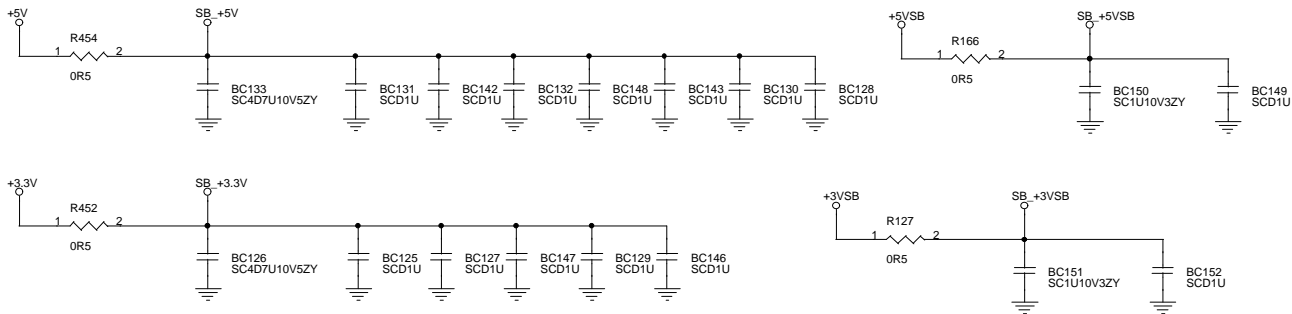 +5V
SB_+5V
R454
1
2
0R5
BC133
SC4D7U10V5ZY
BC131
SCD1U
BC142
SCD1U
BC132
SCD1U
BC148
SCD1U
BC143
SCD1U
BC130
SCD1U
BC128
SCD1U
+5VSB
SB_+5VSB
R166
1
2
0R5
BC150
SC1U10V3ZY
BC149
SCD1U
+3.3V
SB_+3.3V
R452
1
2
0R5
BC126
SC4D7U10V5ZY
BC125
SCD1U
BC127
SCD1U
BC147
SCD1U
BC129
SCD1U
BC146
SCD1U
+3VSB
SB_+3VSB
R127
1
2
0R5
BC151
SC1U10V3ZY
BC152
SCD1U